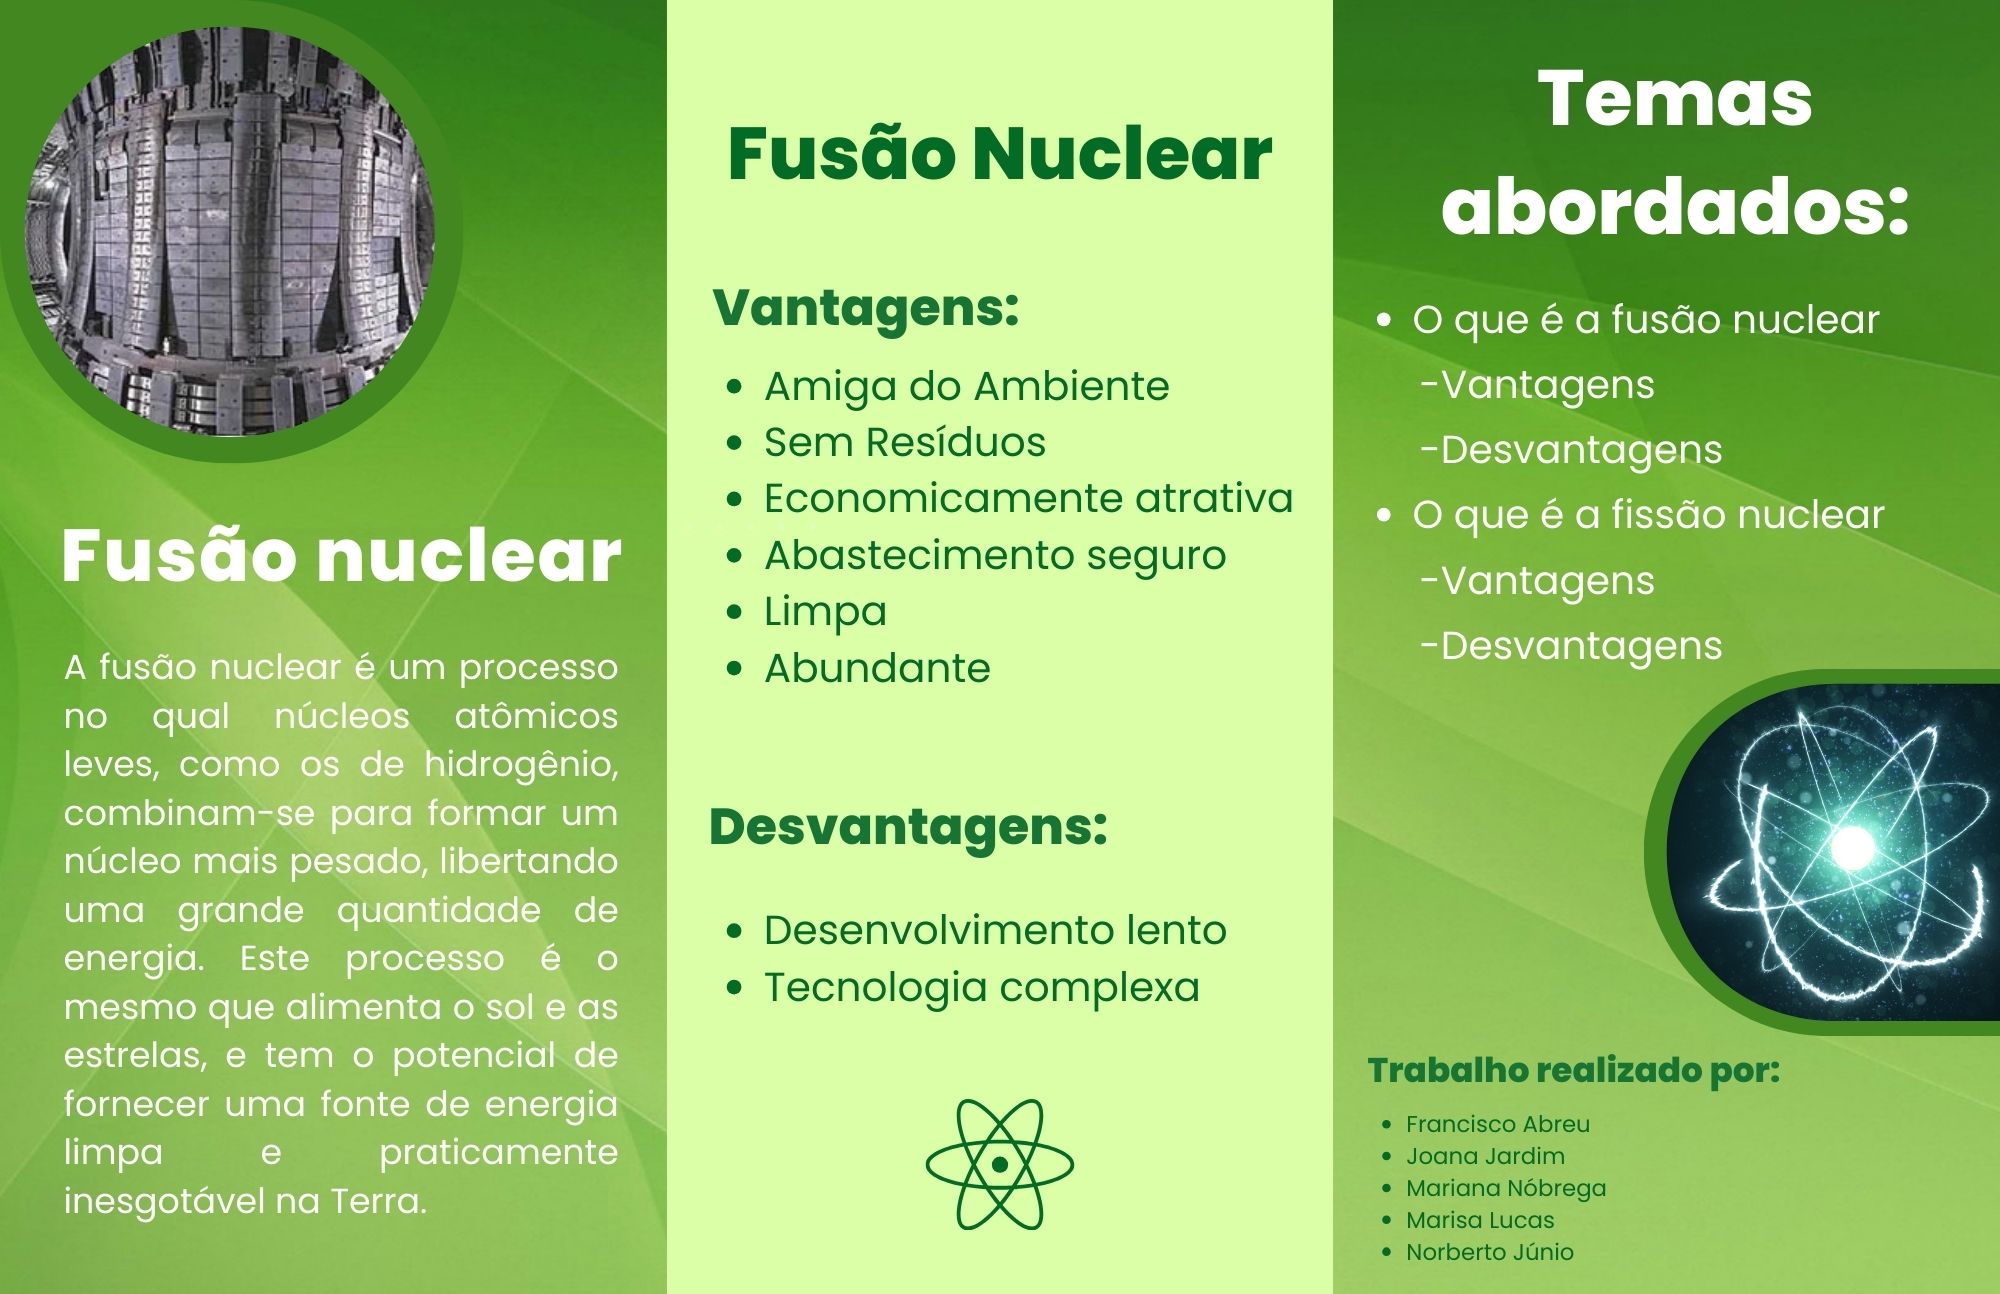 Fusão nuclear
A fusão nuclear é um processo
no qual núcleos atômicos
leves, como os de hidrogênio,
combinam-se para formar um
núcleo mais pesado, libertando
uma grande quantidade de
energia. Este processo é o
mesmo que alimenta o sol e as
estrelas, e tem o potencial de
fornecer uma fonte de energia
limpa e praticamente
inesgotável na Terra.
Fusão Nuclear
Vantagens:
• Amiga do Ambiente
• Sem Resíduos
• Economicamente atrativa
• Abastecimento seguro
• Limpa
• Abundante
Desvantagens:
• Desenvolvimento lento
• Tecnologia complexa
Temas
abordados:
• O que é a fusão nuclear
-Vantagens
-Desvantagens
• O que é a fissão nuclear
-Vantagens
-Desvantagens
Trabalho realizado por:
• Francisco Abreu
• Joana Jardim
• Mariana Nóbrega
• Marisa Lucas
• Norberto Júnio